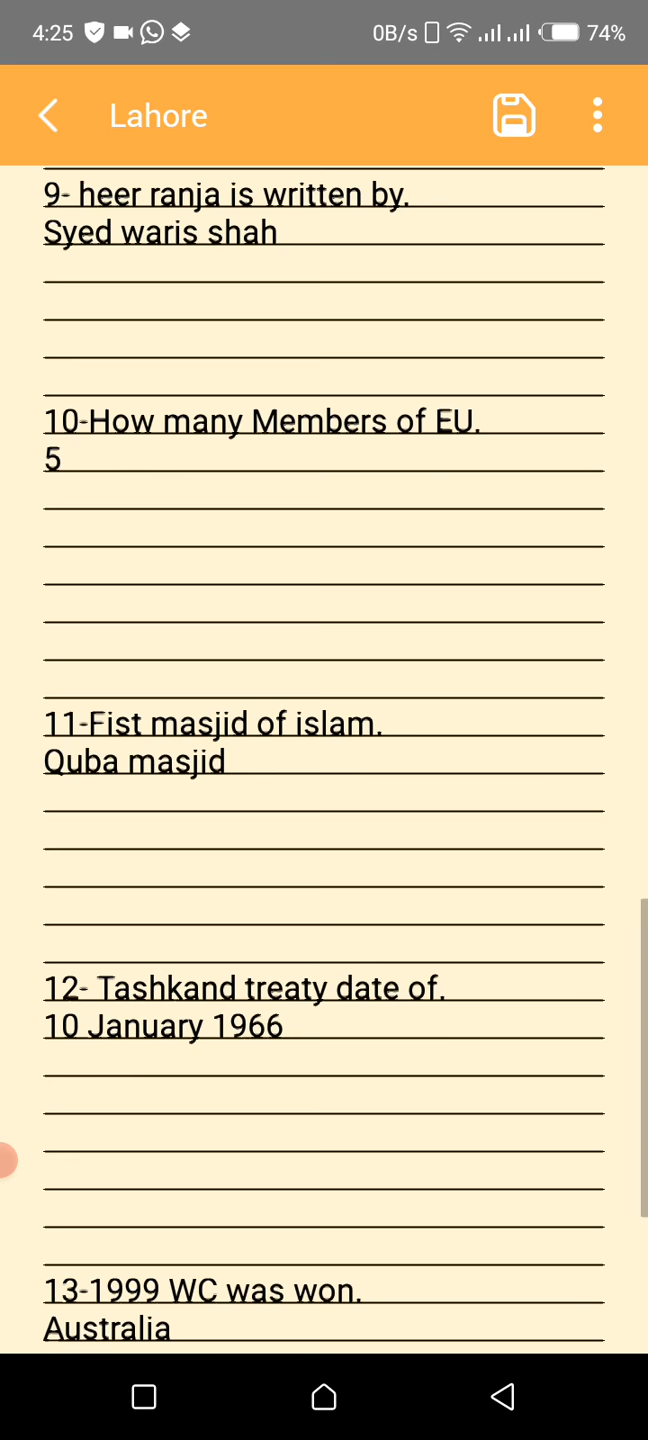 4:25
0B/s 74%
Lahore
9- heer ranja is written by.
Syed waris shah
10-How many Members of EU.
5
11-Fist masjid of islam.
Quba masjid
12- Tashkand treaty date of.
10 January 1966
13-1999 WC was won.
Australia